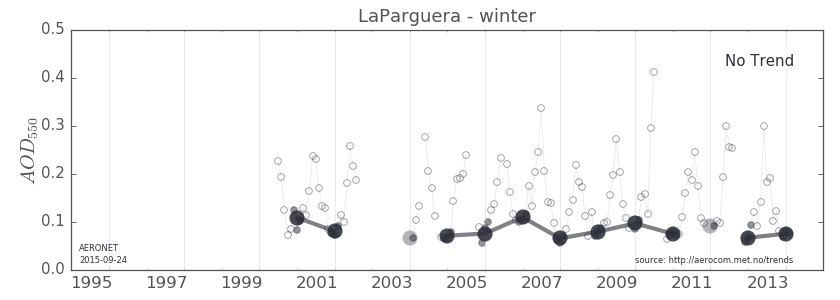 LaParguera - winter
0.5
0.4
0.3
0.2
0.1
0.0
AOD550
No Trend
AERONET
2015-09-24
source: http://aerocom.met.no/trends
1995 1997 1999 2001 2003 2005 2007 2009 2011 2013